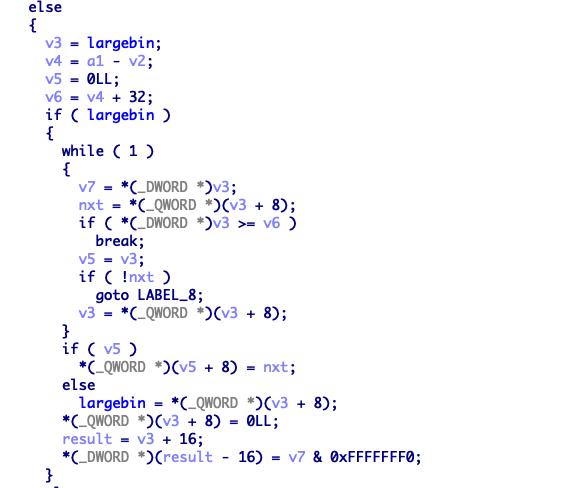 else
{
v3 = largebin;
v4 = a1 - v2;
v5 = 0LL;
v6 = v4 + 32;
if ( largebin )
{
while ( 1 )
{
v7 = *(_DWORD *)v3;
nxt = *(_QWORD *)(v3 + 8);
if ( *(_DWORD *)v3 >= v6 )
break;
v5 = v3;
if ( !nxt )
goto LABEL_8;
v3 = *(_QWORD *)(v3 + 8);
}
if ( v5 )
*(_QWORD *)(v5 + 8) = nxt;
else
largebin = *(_QWORD *)(v3 + 8);
*(_QWORD *)(v3 + 8) = 0LL;
result = v3 + 16;
*(_DWORD *)(result - 16) = v7 & 0xFFFFFFF0;
}